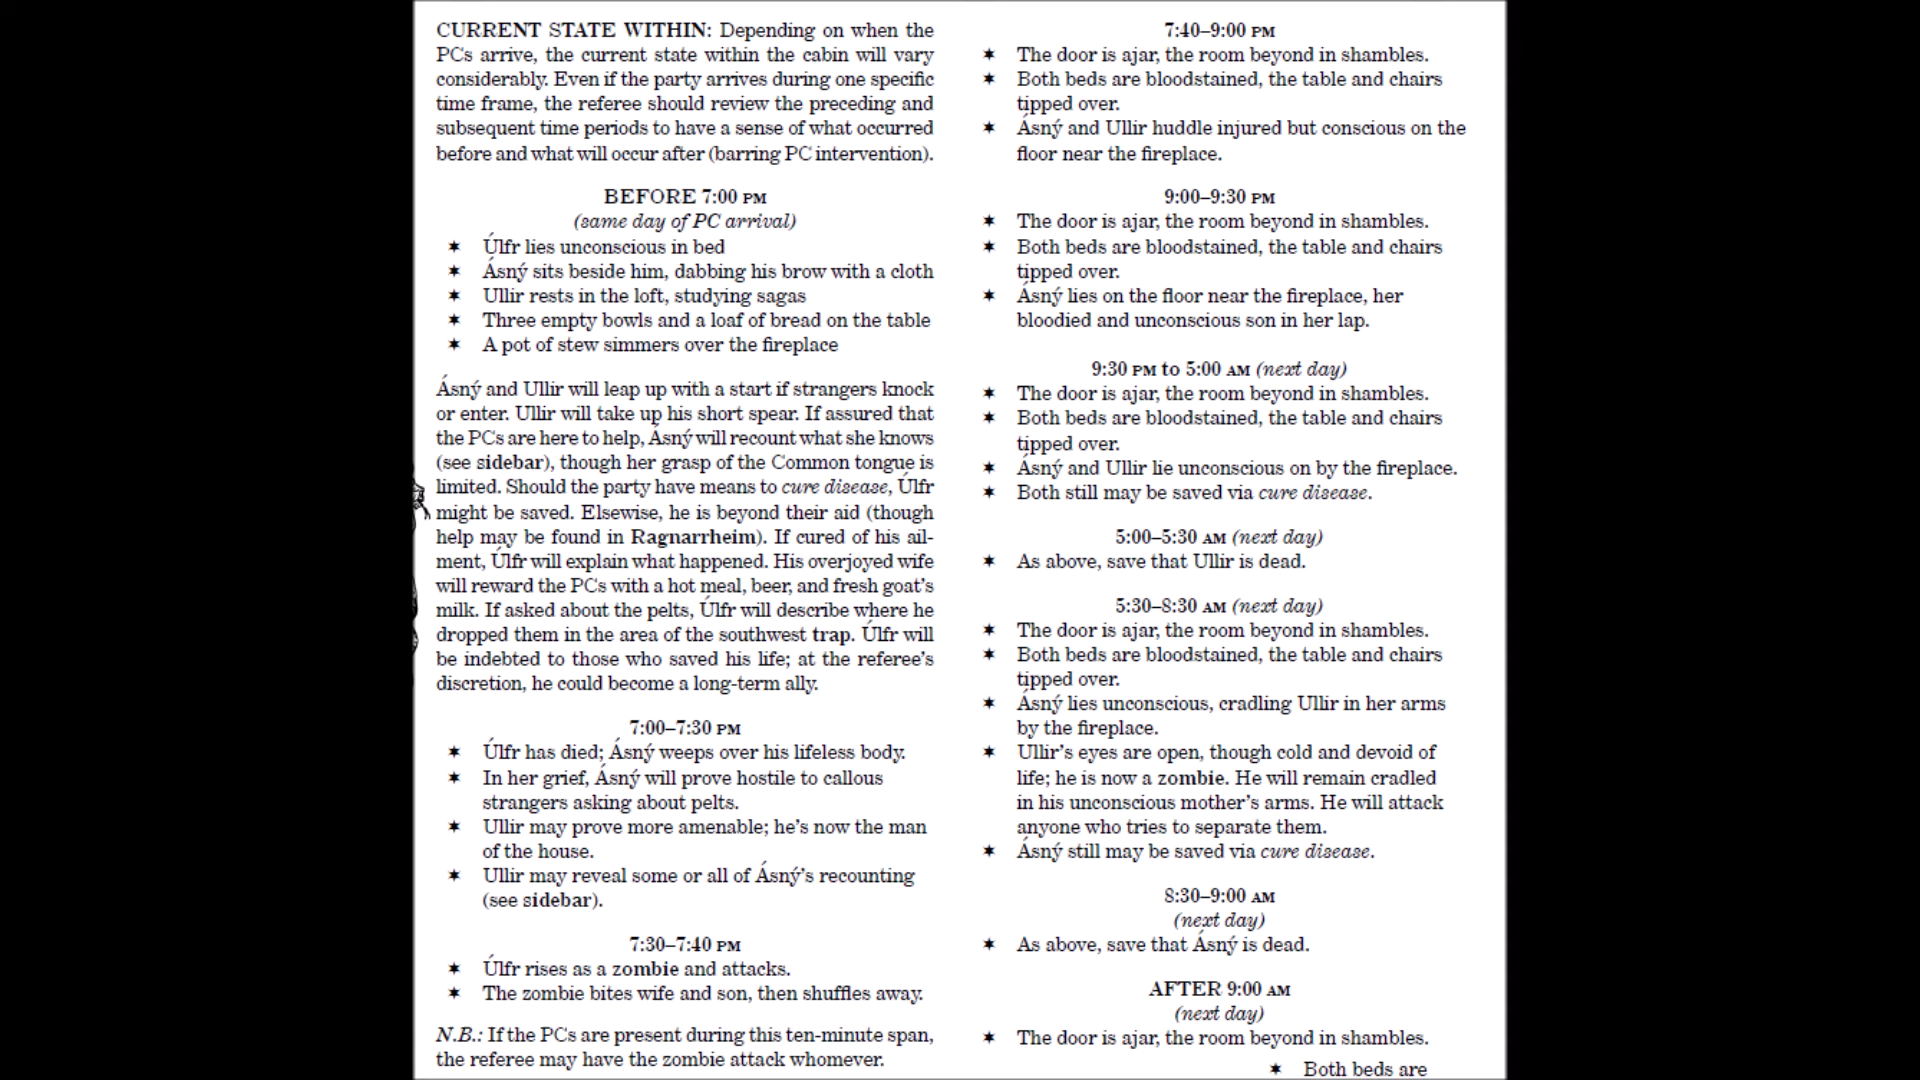 CURRENT STATE WITHIN: Depending on when the
PCs arrive, the current state within the cabin will vary
considerably. Even if the party arrives during one specific
time frame, the referee should review the preceding and
subsequent time periods to have a sense of what occurred
before and what will occur after (barring PC intervention).
BEFORE 7:00 PM
(same day of PC arrival)
✶ Úlfr lies unconscious in bed
✶ Ásný sits beside him, dabbing his brow with a cloth
✶ Ullir rests in the loft, studying sagas
✶ Three empty bowls and a loaf of bread on the table
✶ A pot of stew simmers over the fireplace
Ásný and Ullir will leap up with a start if strangers knock
or enter. Ullir will take up his short spear. If assured that
the PCs are here to help, Ásný will recount what she knows
(see sidebar), though her grasp of the Common tongue is
limited. Should the party have means to cure disease, Úlfr
might be saved. Elsewise, he is beyond their aid (though
help may be found in Ragnarrheim). If cured of his ail-
ment, Úlfr will explain what happened. His overjoyed wife
will reward the PCs with a hot meal, beer, and fresh goat's
milk. If asked about the pelts, Úlfr will describe where he
dropped them in the area of the southwest trap. Úlfr will
be indebted to those who saved his life; at the referee's
discretion, he could become a long-term ally.
7:00–7:30 PM
✶ Úlfr has died; Ásný weeps over his lifeless body.
✶ In her grief, Ásný will prove hostile to callous
strangers asking about pelts.
✶ Ullir may prove more amenable; he's now the man
of the house.
✶ Ullir may reveal some or all of Ásný's recounting
(see sidebar).
7:30–7:40 PM
✶ Úlfr rises as a zombie and attacks.
✶ The zombie bites wife and son, then shuffles away.
N.B.: If the PCs are present during this ten-minute span,
the referee may have the zombie attack whomever.
7:40–9:00 PM
✶ The door is ajar, the room beyond in shambles.
✶ Both beds are bloodstained, the table and chairs
tipped over.
✶ Ásný and Ullir huddle injured but conscious on the
floor near the fireplace.
9:00–9:30 PM
✶ The door is ajar, the room beyond in shambles.
✶ Both beds are bloodstained, the table and chairs
tipped over.
✶ Ásný lies on the floor near the fireplace, her
bloodied and unconscious son in her lap.
9:30 PM to 5:00 AM (next day)
✶ The door is ajar, the room beyond in shambles.
✶ Both beds are bloodstained, the table and chairs
tipped over.
✶ Ásný and Ullir lie unconscious on by the fireplace.
✶ Both still may be saved via cure disease.
5:00–5:30 AM (next day)
✶ As above, save that Ullir is dead.
5:30–8:30 AM (next day)
✶ The door is ajar, the room beyond in shambles.
✶ Both beds are bloodstained, the table and chairs
tipped over.
✶ Ásný lies unconscious, cradling Ullir in her arms
by the fireplace.
✶ Ullir's eyes are open, though cold and devoid of
life; he is now a zombie. He will remain cradled
in his unconscious mother's arms. He will attack
anyone who tries to separate them.
✶ Ásný still may be saved via cure disease.
8:30–9:00 AM
(next day)
✶ As above, save that Ásný is dead.
AFTER 9:00 AM
(next day)
✶ The door is ajar, the room beyond in shambles.
✶ Both beds are